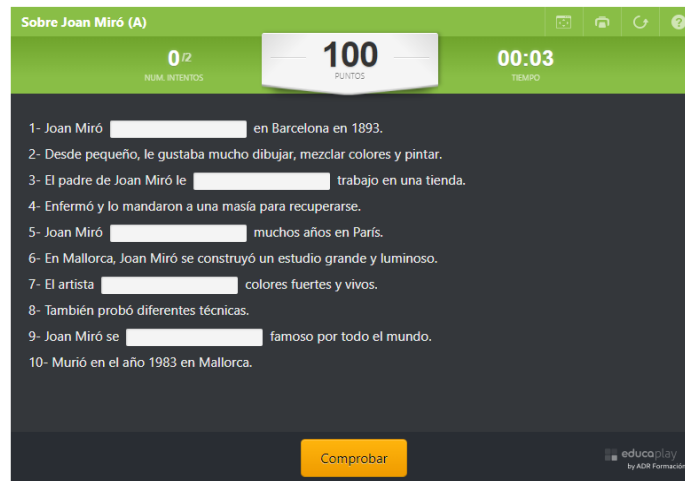 Sobre Joan Miró (A)
0/2
NUM. INTENTOS
100
PUNTOS
00:03
TIEMPO
1- Joan Miró en Barcelona en 1893.
2- Desde pequeño, le gustaba mucho dibujar, mezclar colores y pintar.
3- El padre de Joan Miró le trabajo en una tienda.
4- Enfermó y lo mandaron a una masía para recuperarse.
5- Joan Miró muchos años en París.
6- En Mallorca, Joan Miró se construyó un estudio grande y luminoso.
7- El artista colores fuertes y vivos.
8- También probó diferentes técnicas.
9- Joan Miró se famoso por todo el mundo.
10- Murió en el año 1983 en Mallorca.
Comprobar
educaplay
by ADR Formación